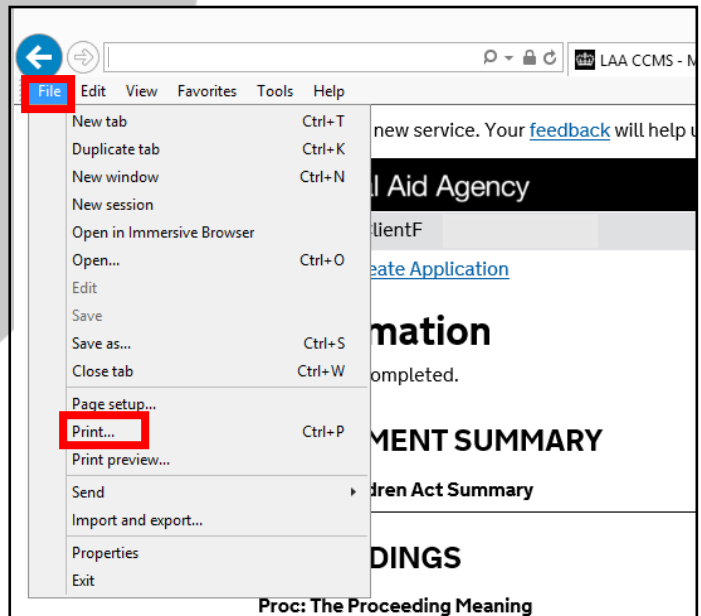 LAA CCMS - M
File Edit View Favorites Tools Help
New tab Ctrl+T
Duplicate tab Ctrl+K
New window Ctrl+N
New session
Open in Immersive Browser
Open... Ctrl+O
Edit
Save
Save as... Ctrl+S
Close tab Ctrl+W
Page setup...
Print... Ctrl+P
Print preview...
Send
Import and export...
Properties
Exit
new service. Your feedback will help u
l Aid Agency
lientF
eate Application
mation
ompleted.
MENT SUMMARY
dren Act Summary
DINGS
Proc: The Proceeding Meaning